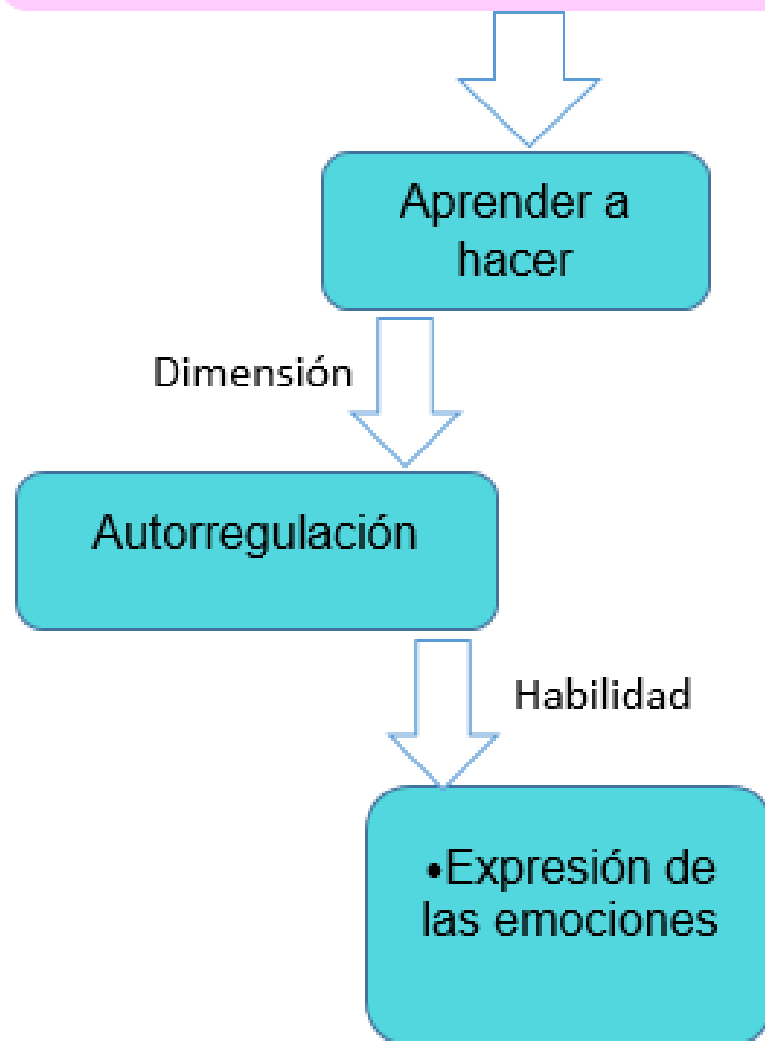 Aprender a
hacer
Dimensión
Autorregulación
Habilidad
•Expresión de
las emociones